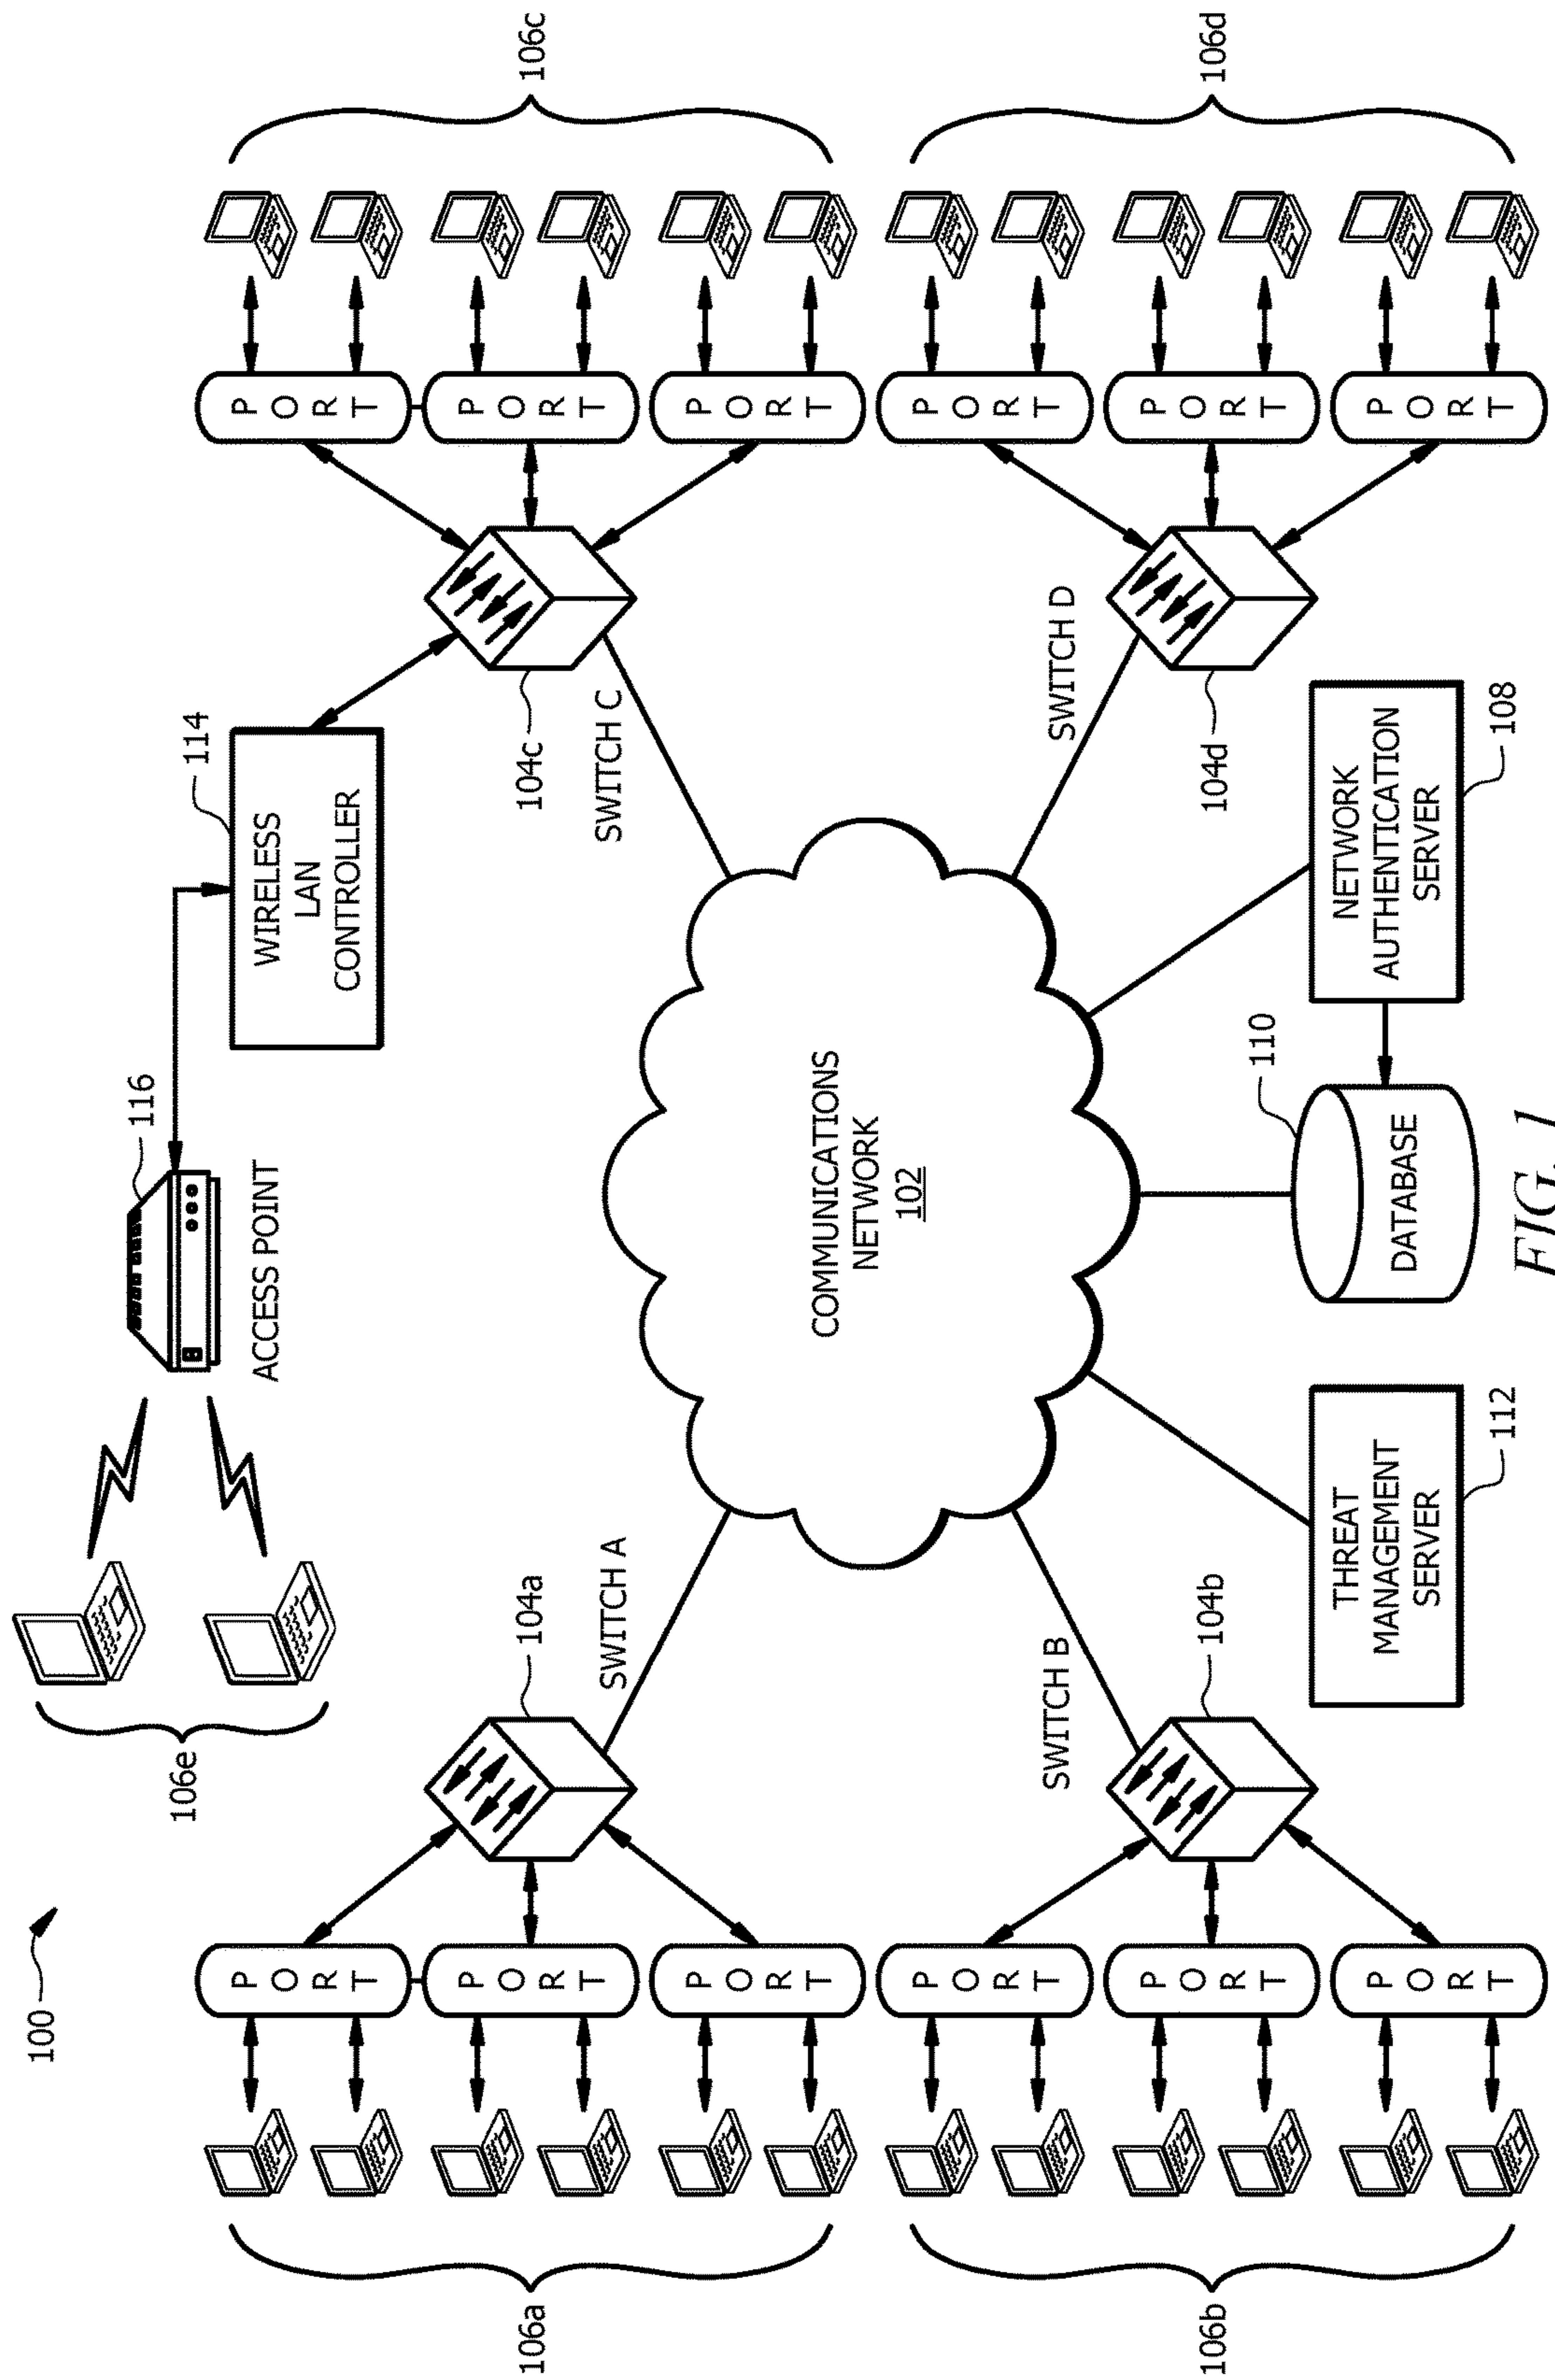 100
106e
116
ACCESS POINT
114
WIRELESS
LAN
CONTROLLER
106a
P
O
R
T
P
O
R
T
P
O
R
T
104a
SWITCH A
104c
SWITCH C
P
O
R
T
P
O
R
T
P
O
R
T
106c
COMMUNICATIONS
NETWORK
102
106b
P
O
R
T
P
O
R
T
P
O
R
T
SWITCH B
104b
SWITCH D
104d
P
O
R
T
P
O
R
T
P
O
R
T
106d
THREAT
MANAGEMENT
SERVER
112
110
DATABASE
NETWORK
AUTHENTICATION
SERVER
108
FIG. 1